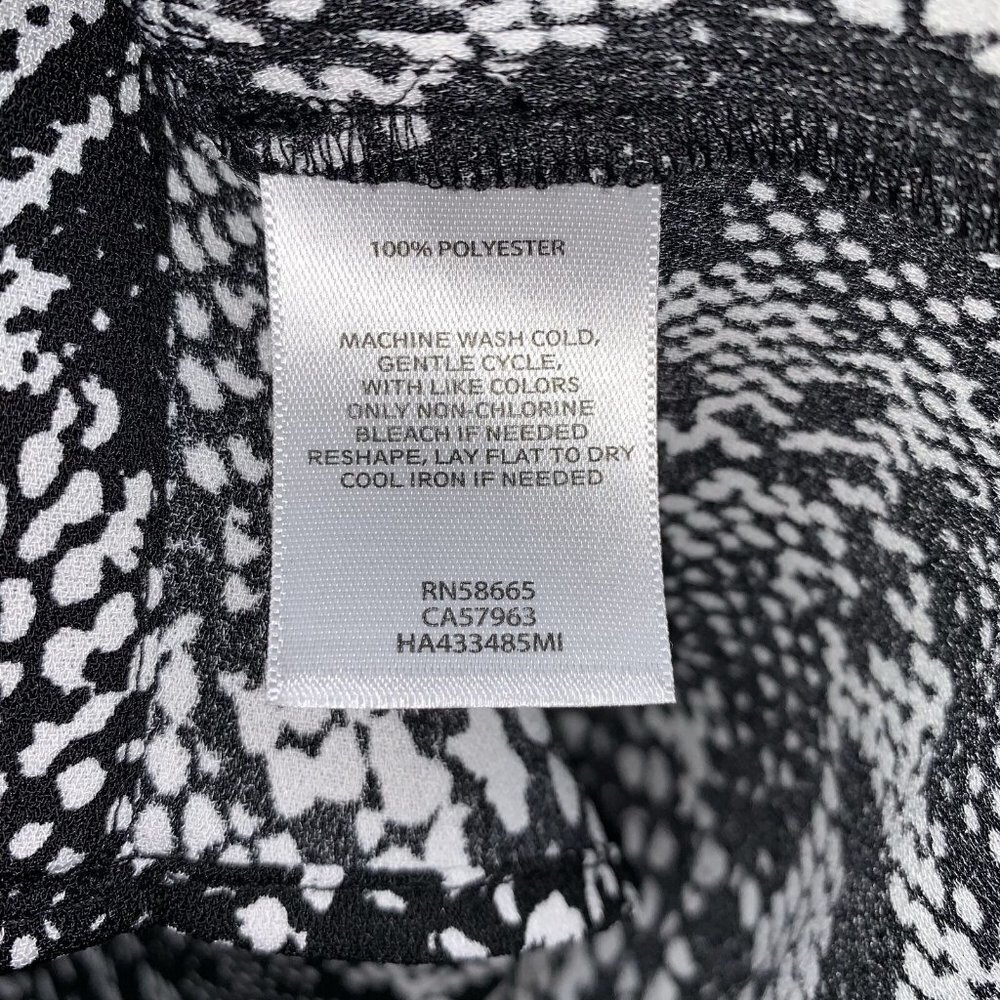 100% POLYESTER
MACHINE WASH COLD,
GENTLE CYCLE,
WITH LIKE COLORS
ONLY NON-CHLORINE
BLEACH IF NEEDED
RESHAPE, LAY FLAT TO DRY
COOL IRON IF NEEDED
RN58665
CA57963
HA433485MI